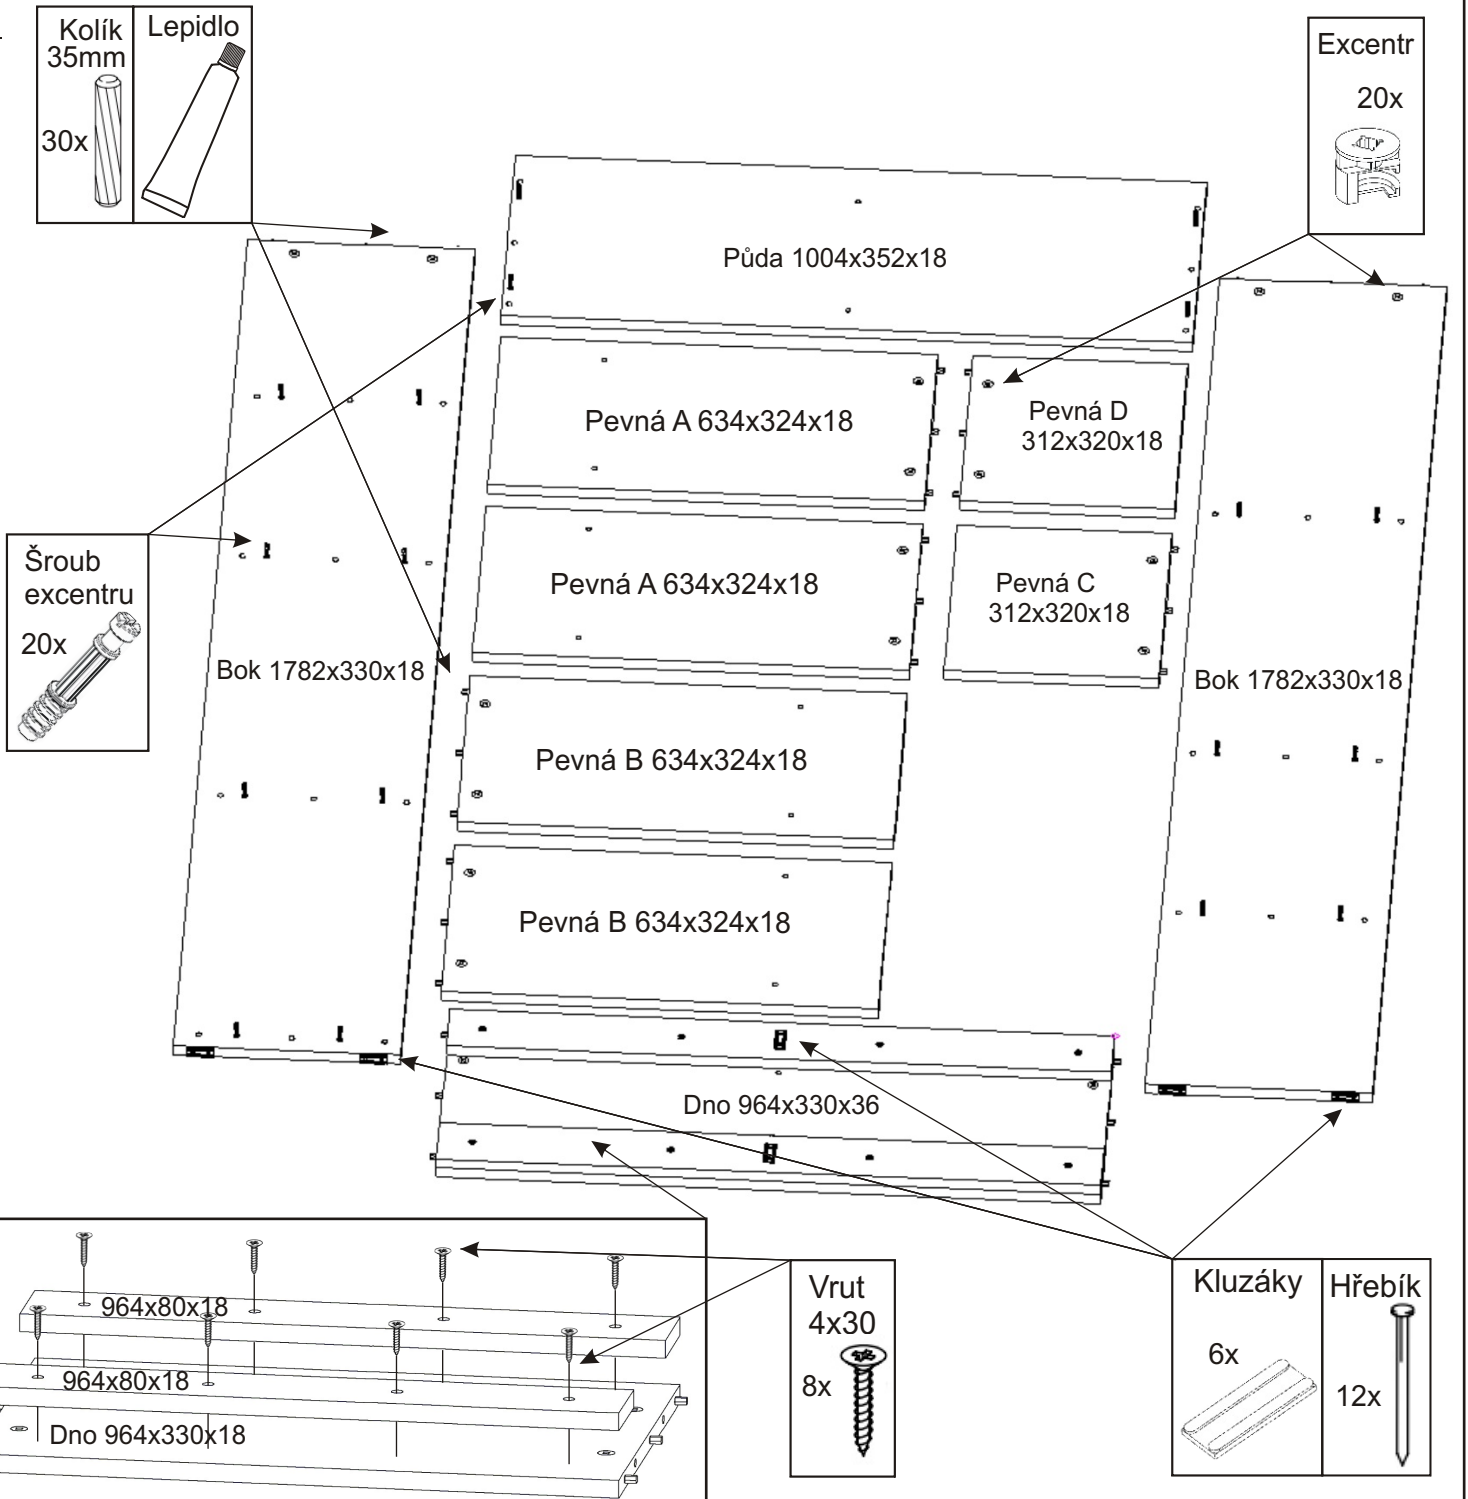 Kolík
35mm
30x
Lepidlo
Excentr
20x
Půda 1004x352x18
Pevná A 634x324x18
Pevná D
312x320x18
Šroub
excentru
20x
Pevná A 634x324x18
Pevná C
312x320x18
Bok 1782x330x18
Bok 1782x330x18
Pevná B 634x324x18
Pevná B 634x324x18
Dno 964x330x36
964x80x18
964x80x18
Dno 964x330x18
Vrut
4x30
8x
Kluzáky
6x
Hřebík
12x